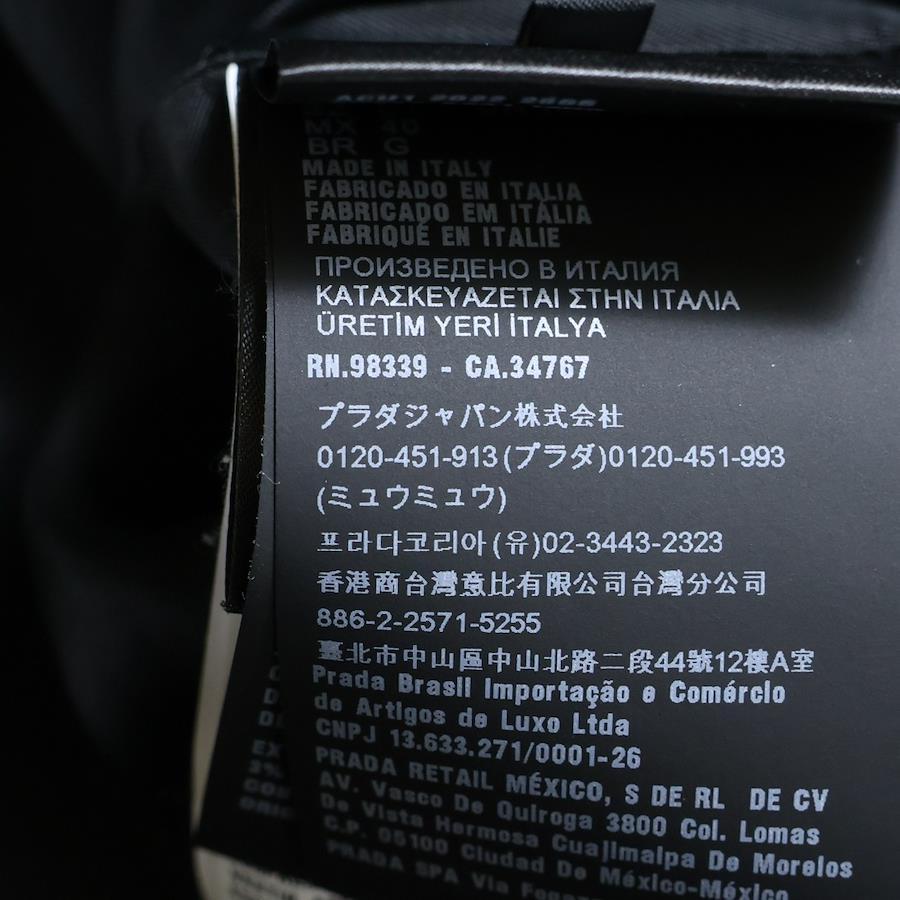 MX 40
BR G
MADE IN ITALY
FABRICADO EN ITALIA
FABRICADO EM ITÁLIA
FABRIQUÉ EN ITALIE
ПРОИЗВЕДЕНО В ИТАЛИЯ
ΚΑΤΑΣΚΕΥΑΖΕΤΑΙ ΣΤΗΝ ΙΤΑΛΙΑ
ÜRETİM YERİ İTALYA
RN.98339 - CA.34767
プラダジャパン株式会社
0120-451-913(プラダ)0120-451-993
(ミュウミュウ)
프라다코리아(유)02-3443-2323
香港商台灣意比有限公司台灣分公司
886-2-2571-5255
臺北市中山區中山北路二段44號12樓A室
Prada Brasil Importação e Comércio
de Artigos de Luxo Ltda
CNPJ 13.633.271/0001-26
PRADA RETAIL MÉXICO, S DE RL DE CV
AV. Vasco De Quiroga 3800 Col. Lomas
De Vista Hermosa Cuajimalpa De Morelos
C.P. 05100 Ciudad De México-México
PRADA SPA Via